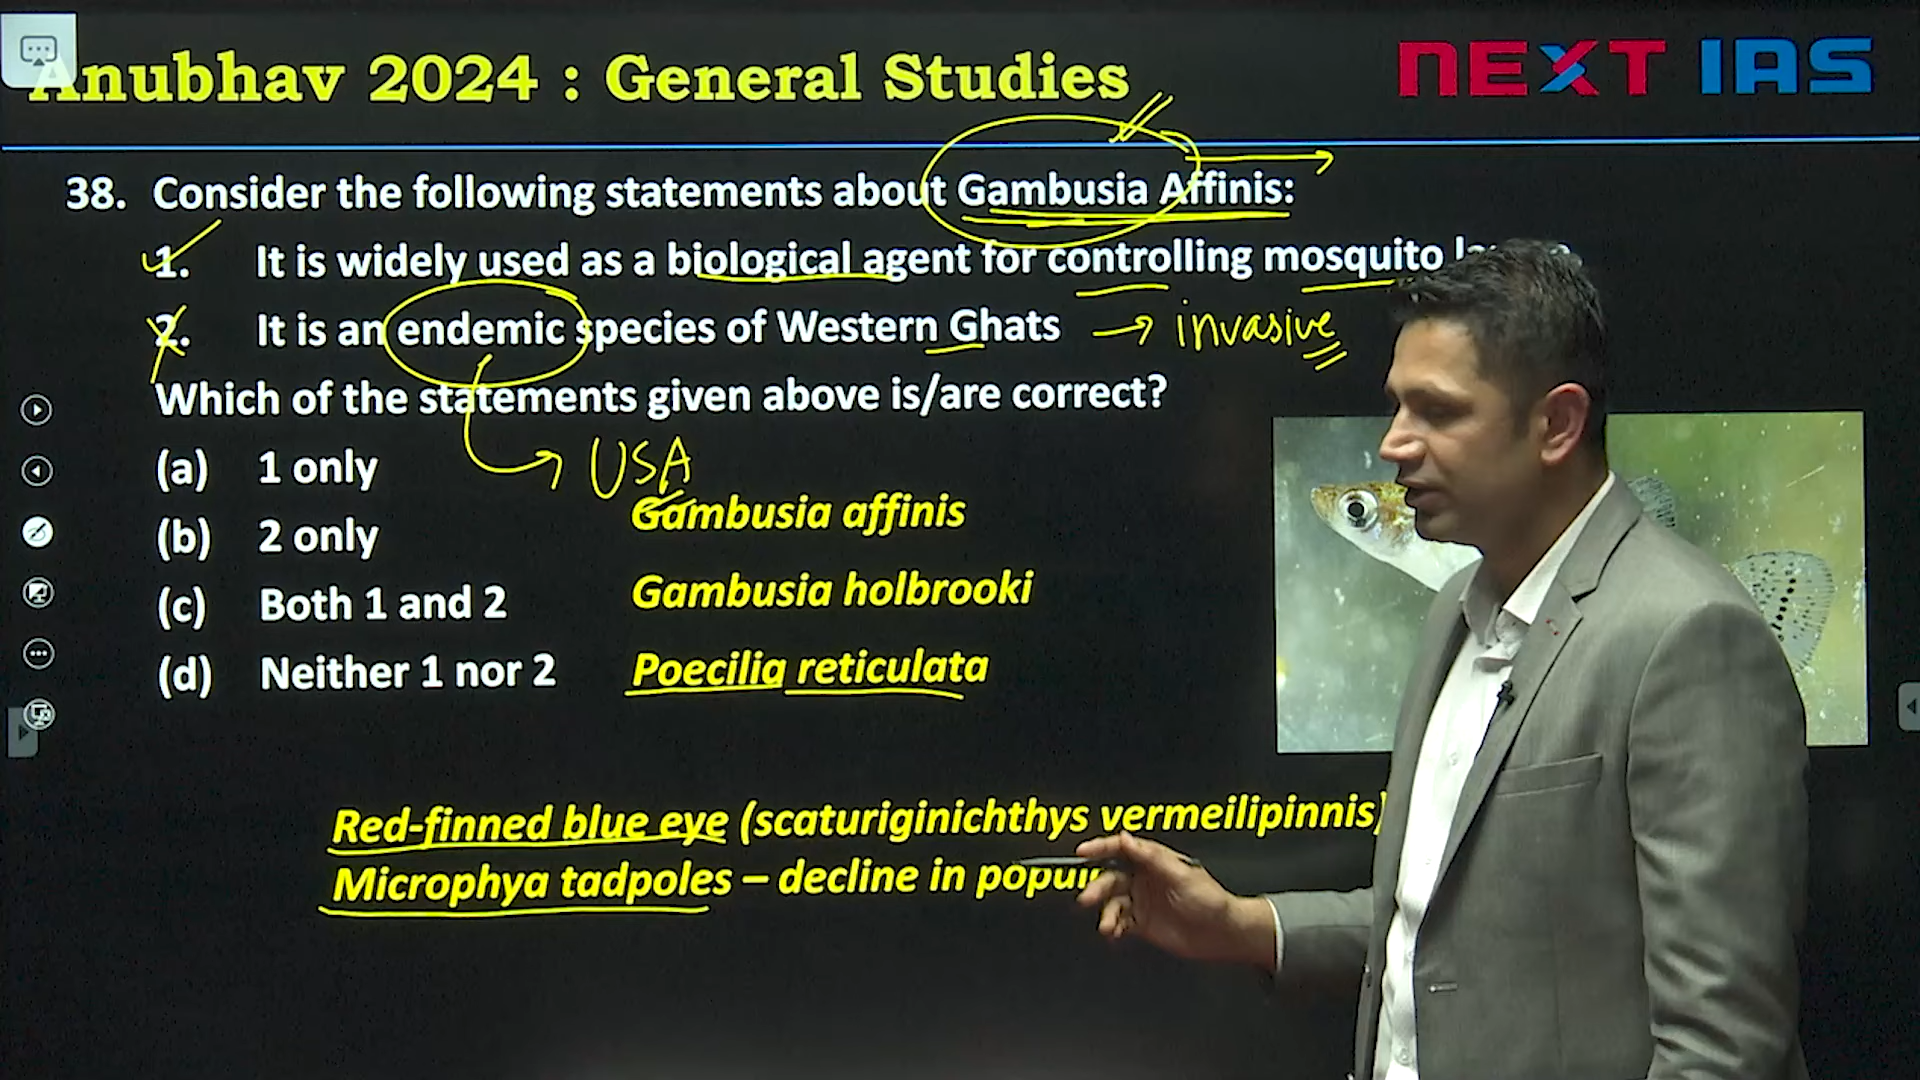 Anubhav 2024 : General Studies
NEXT IAS
38. Consider the following statements about Gambusia Affinis:
1. It is widely used as a biological agent for controlling mosquito
2. It is an endemic species of Western Ghats → invasive
Which of the statements given above is/are correct?
(a) 1 only
→ USA
(b) 2 only
Gambusia affinis
(c) Both 1 and 2
Gambusia holbrooki
(d) Neither 1 nor 2
Poecilia reticulata
Red-finned blue eye (scaturiginichthys vermeilipinnis)
Microphya tadpoles – decline in